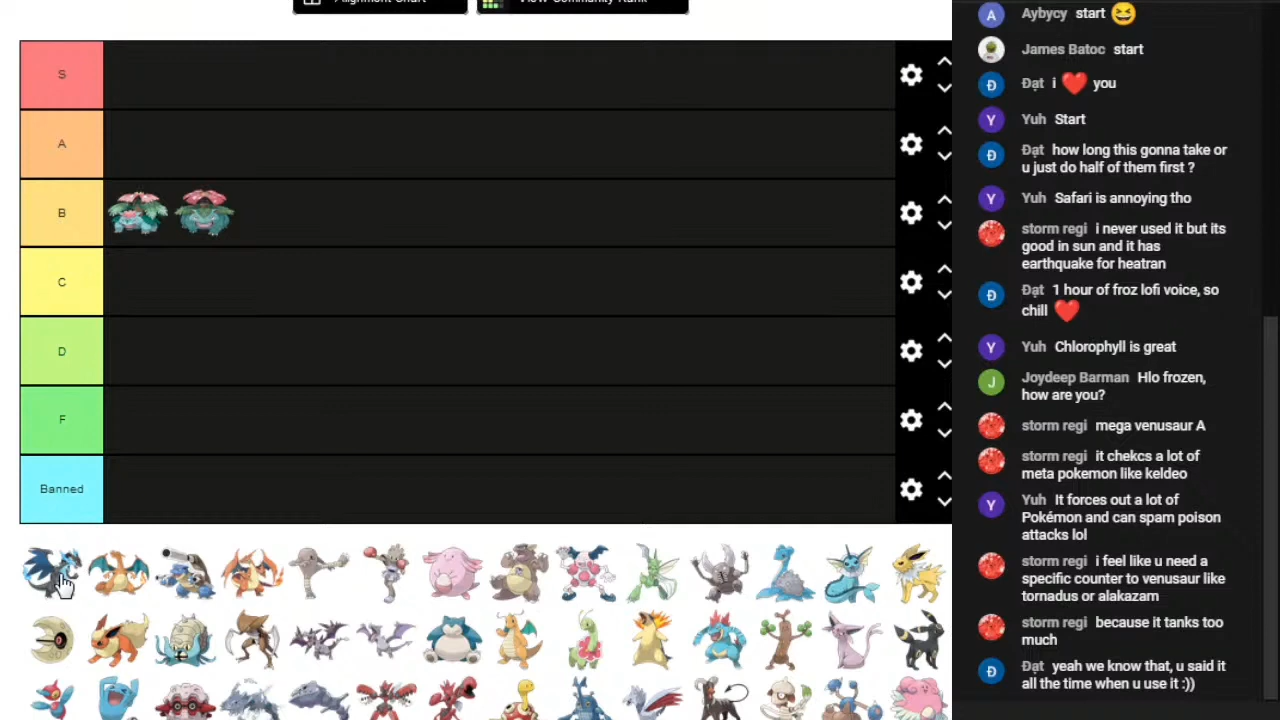 Alignment Chart
View Community Rank
S
A
B
C
D
F
Banned
Aybycy start
James Batoc start
Đạt i ❤️ you
Yuh Start
Đạt how long this gonna take or
u just do half of them first ?
Yuh Safari is annoying tho
storm regi i never used it but its
good in sun and it has
earthquake for heatran
Đạt 1 hour of froz lofi voice, so
chill ❤️
Yuh Chlorophyll is great
Joydeep Barman Hlo frozen,
how are you?
storm regi mega venusaur A
storm regi it chekcs a lot of
meta pokemon like keldeo
Yuh It forces out a lot of
Pokémon and can spam poison
attacks lol
storm regi i feel like u need a
specific counter to venusaur like
tornadus or alakazam
storm regi because it tanks too
much
Đạt yeah we know that, u said it
all the time when u use it :))
A
Đ
Y
Đ
Y
Đ
Y
J
Y
Đ